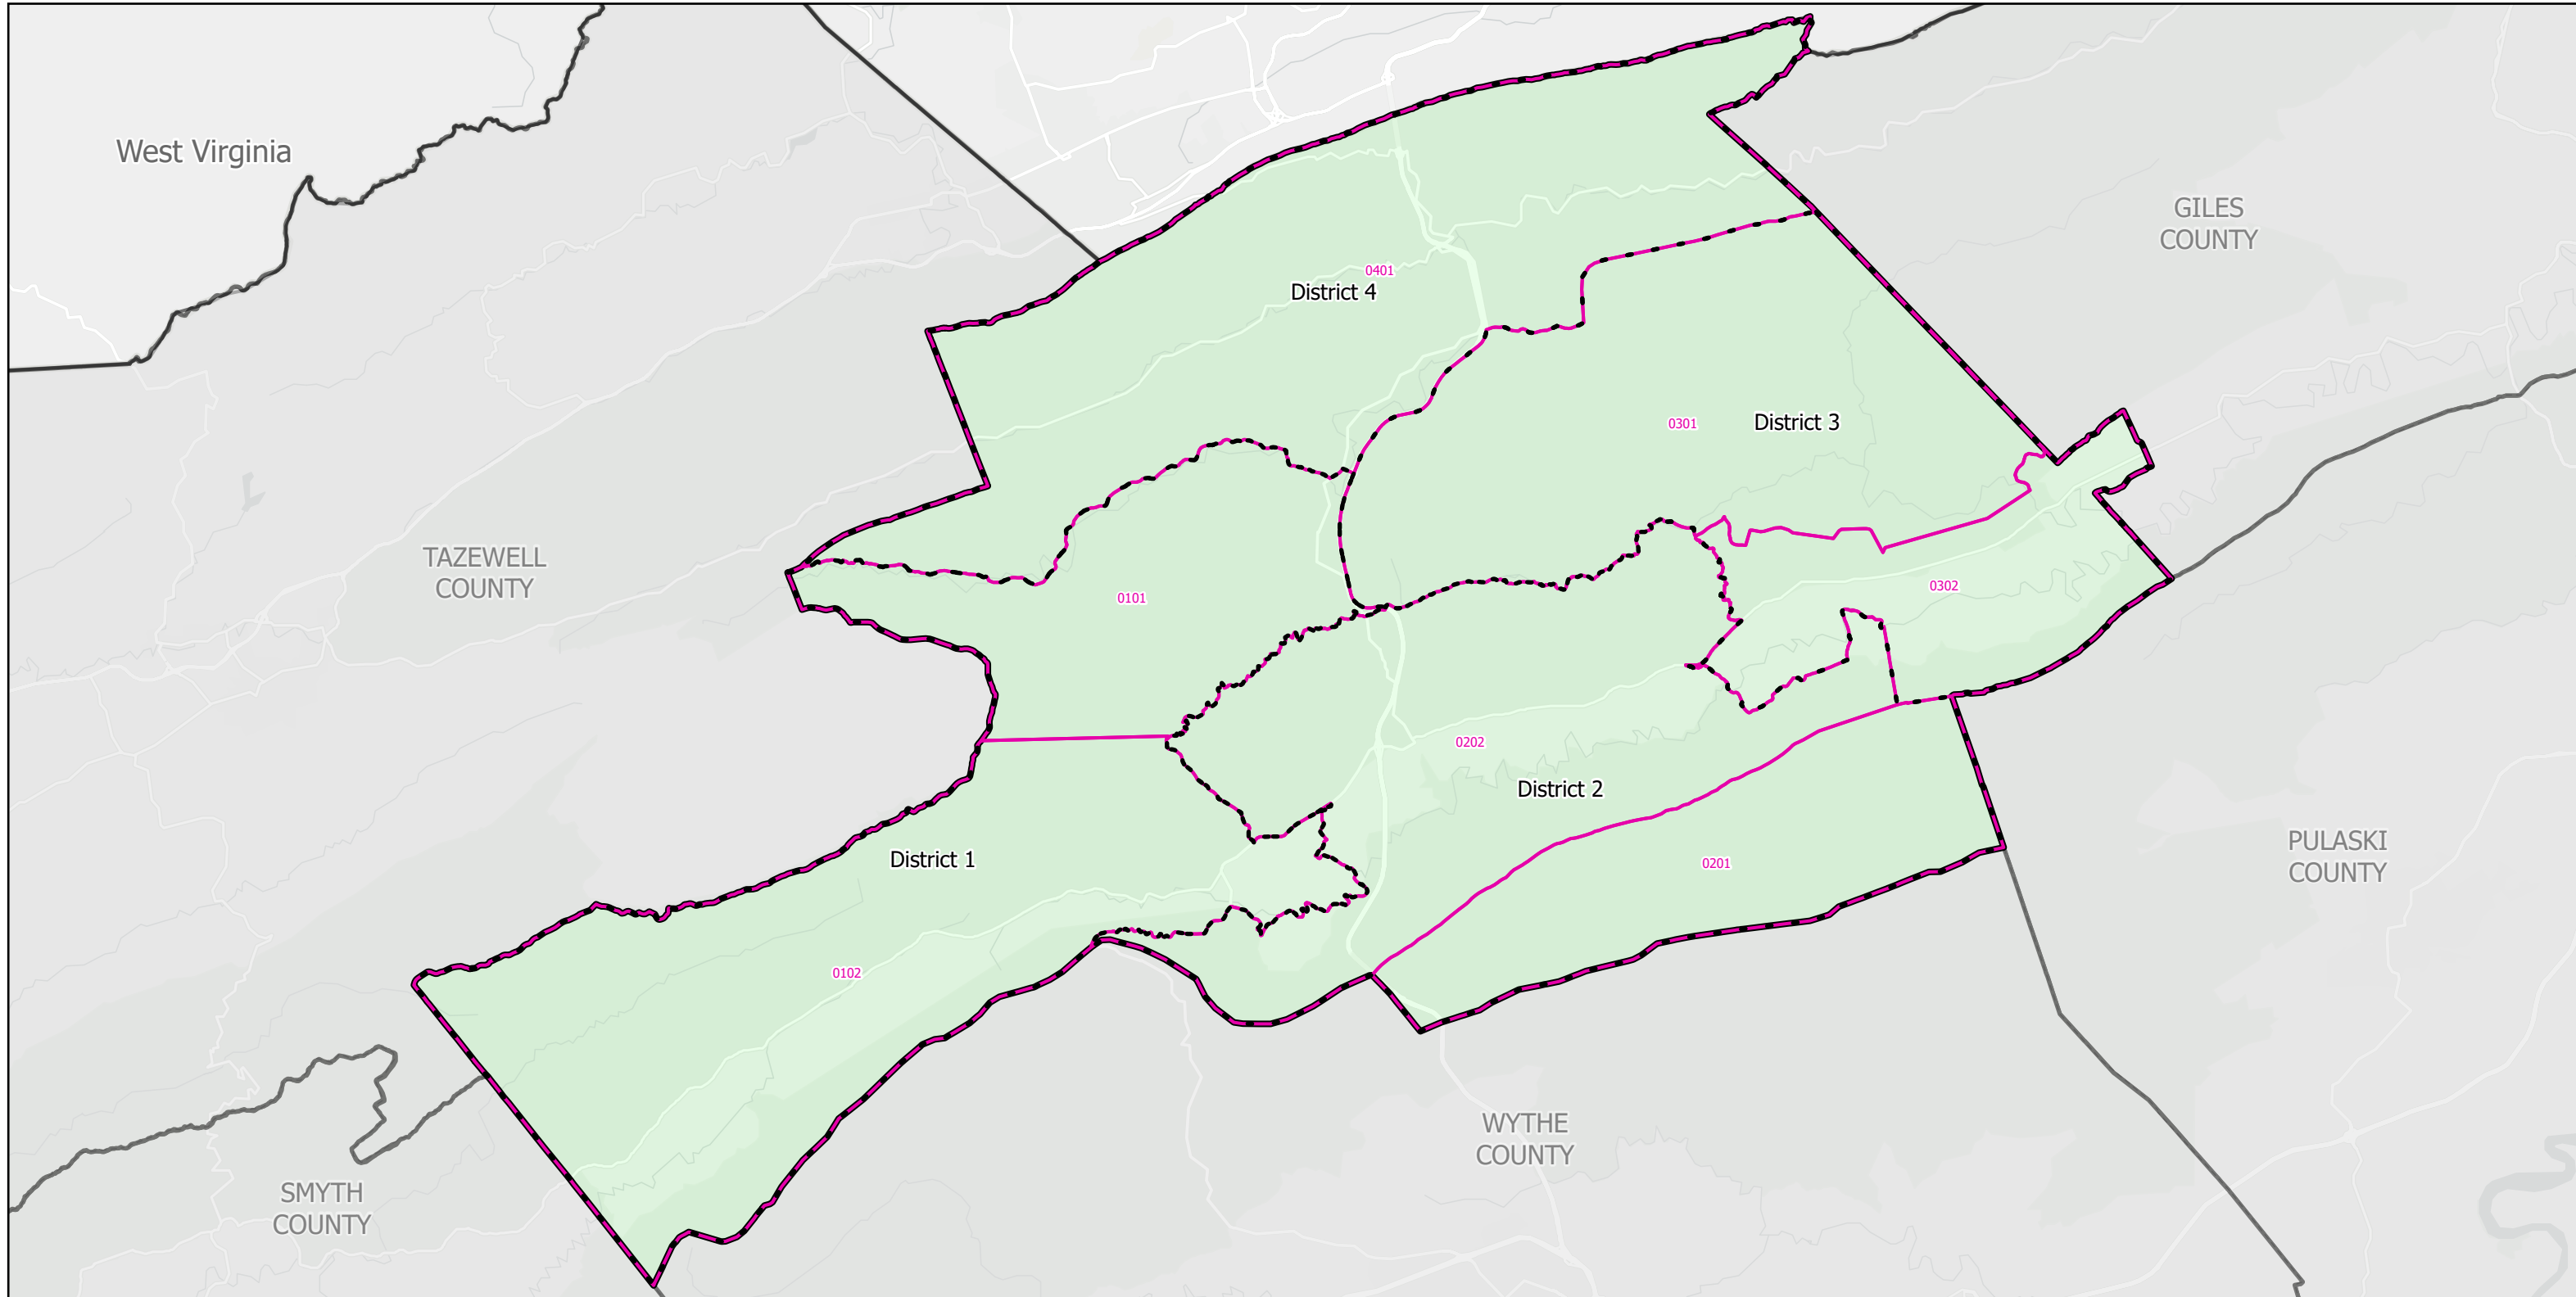 West Virginia
GILES
COUNTY
0401
District 4
0301
District 3
TAZEWELL
COUNTY
0302
0101
0202
District 2
PULASKI
COUNTY
District 1
0201
0102
WYTHE
COUNTY
SMYTH
COUNTY